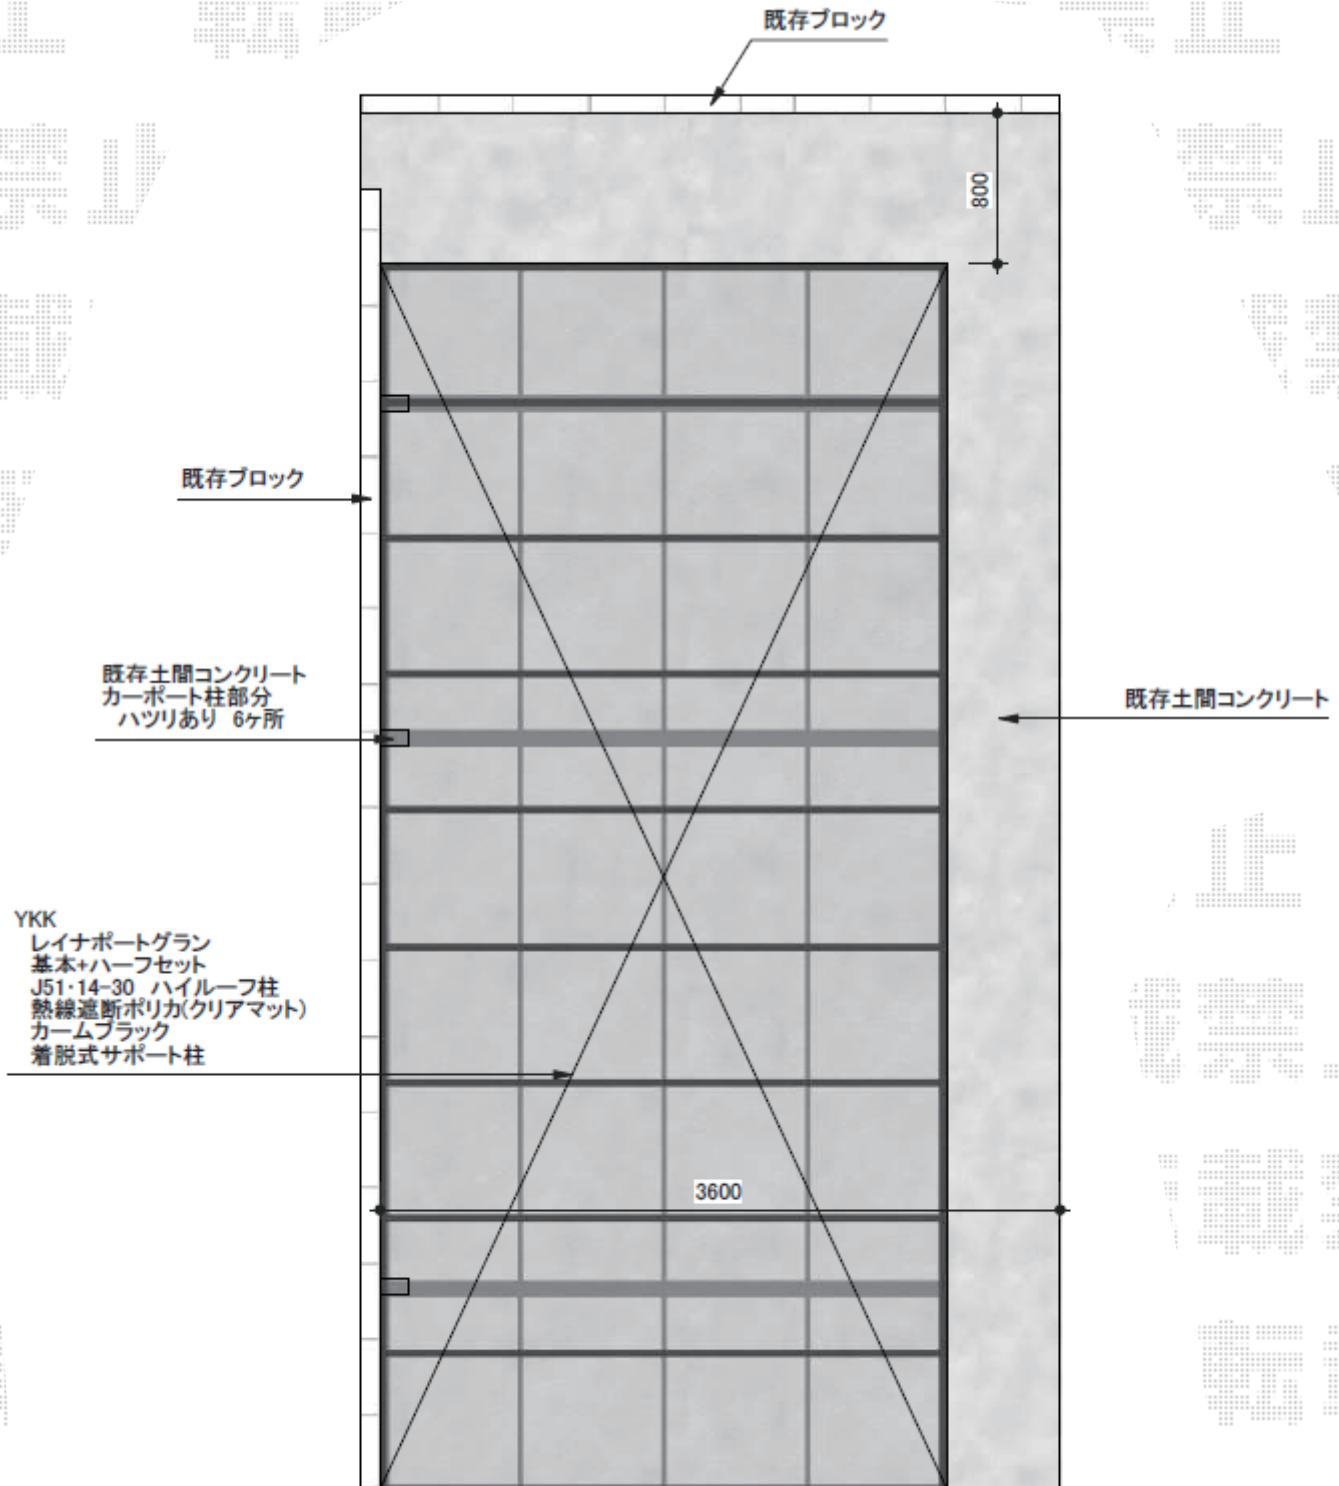 既存ブロック
800
既存ブロック
既存土間コンクリート
カーポート柱部分
ハツリあり 6ヶ所
既存土間コンクリート
YKK
レイナポートグラン
基本+ハーフセット
J51・14-30 ハイルーフ柱
熱線遮断ポリカ(クリアマット)
カームブラック
着脱式サポート柱
3600